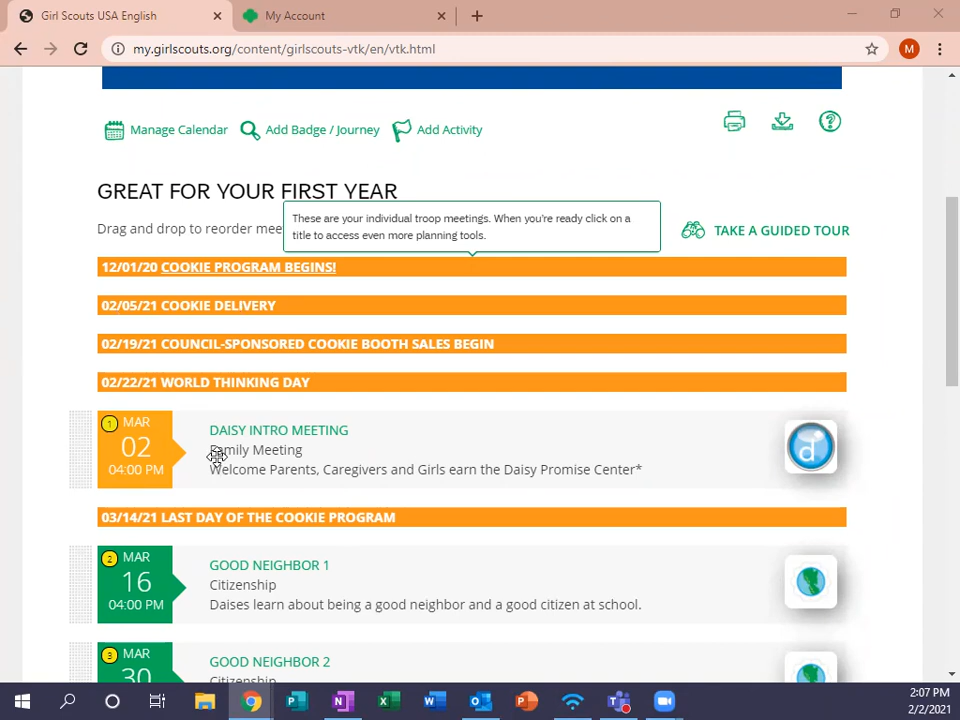 Girl Scouts USA English
My Account
my.girlscouts.org/content/girlscouts-vtk/en/vtk.html
M
Manage Calendar
Add Badge / Journey
Add Activity
GREAT FOR YOUR FIRST YEAR
These are your individual troop meetings. When you're ready click on a
title to access even more planning tools.
Drag and drop to reorder mee
TAKE A GUIDED TOUR
12/01/20 COOKIE PROGRAM BEGINS!
02/05/21 COOKIE DELIVERY
02/19/21 COUNCIL-SPONSORED COOKIE BOOTH SALES BEGIN
02/22/21 WORLD THINKING DAY
1
MAR
02
04:00 PM
DAISY INTRO MEETING
Family Meeting
Welcome Parents, Caregivers and Girls earn the Daisy Promise Center*
d
03/14/21 LAST DAY OF THE COOKIE PROGRAM
2
MAR
16
04:00 PM
GOOD NEIGHBOR 1
Citizenship
Daises learn about being a good neighbor and a good citizen at school.
3
MAR
30
GOOD NEIGHBOR 2
Citizenship
2:07 PM
2/2/2021